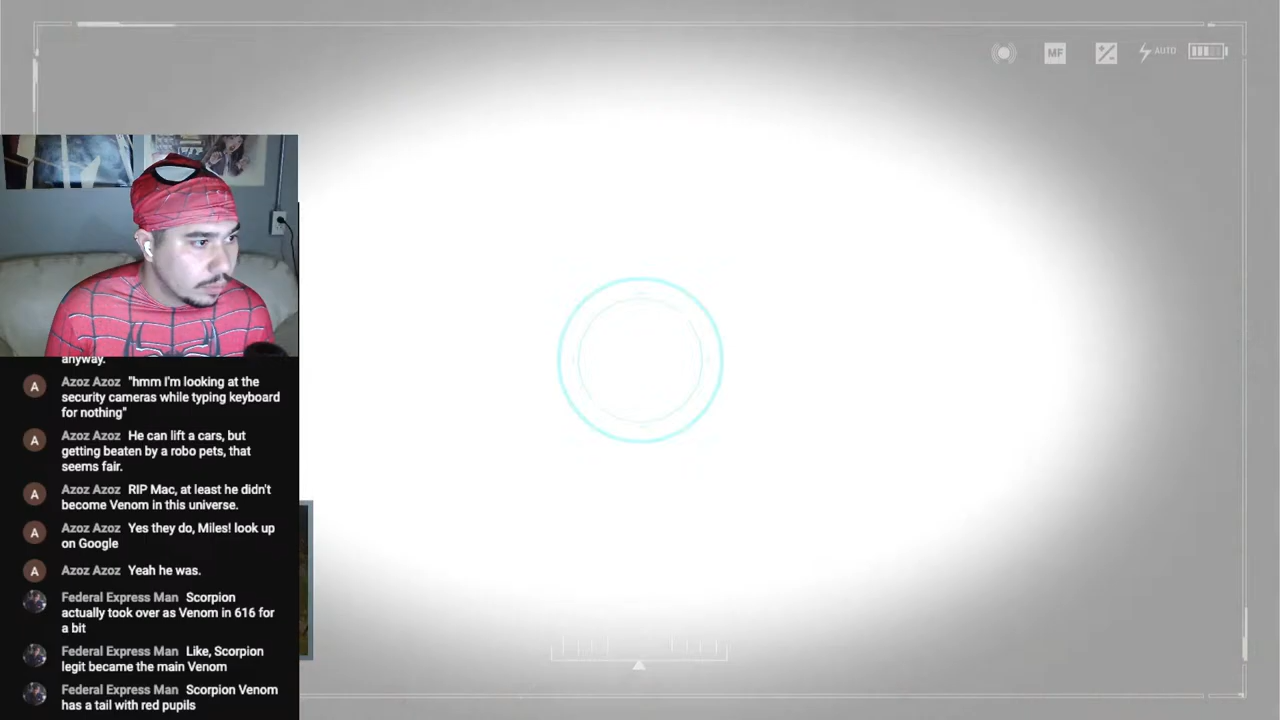 MF
AUTO
anyway.
A Azoz Azoz "hmm I'm looking at the
security cameras while typing keyboard
for nothing"
A Azoz Azoz He can lift a cars, but
getting beaten by a robo pets, that
seems fair.
A Azoz Azoz RIP Mac, at least he didn't
become Venom in this universe.
A Azoz Azoz Yes they do, Miles! look up
on Google
A Azoz Azoz Yeah he was.
Federal Express Man Scorpion
actually took over as Venom in 616 for
a bit
Federal Express Man Like, Scorpion
legit became the main Venom
Federal Express Man Scorpion Venom
has a tail with red pupils